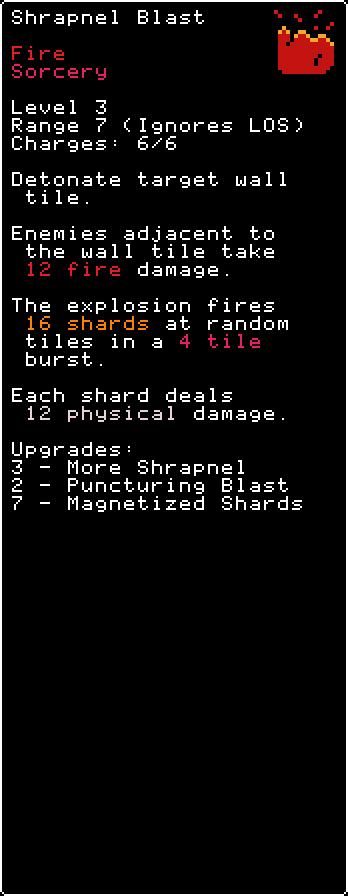 Shrapnel Blast
Fire
Sorcery
Level 3
Range 7 (Ignores LOS)
Charges: 6/6
Detonate target wall
tile.
Enemies adjacent to
the wall tile take
12 fire damage.
The explosion fires
16 shards at random
tiles in a 4 tile
burst.
Each shard deals
12 physical damage.
Upgrades:
3 - More Shrapnel
2 - Puncturing Blast
7 - Magnetized Shards